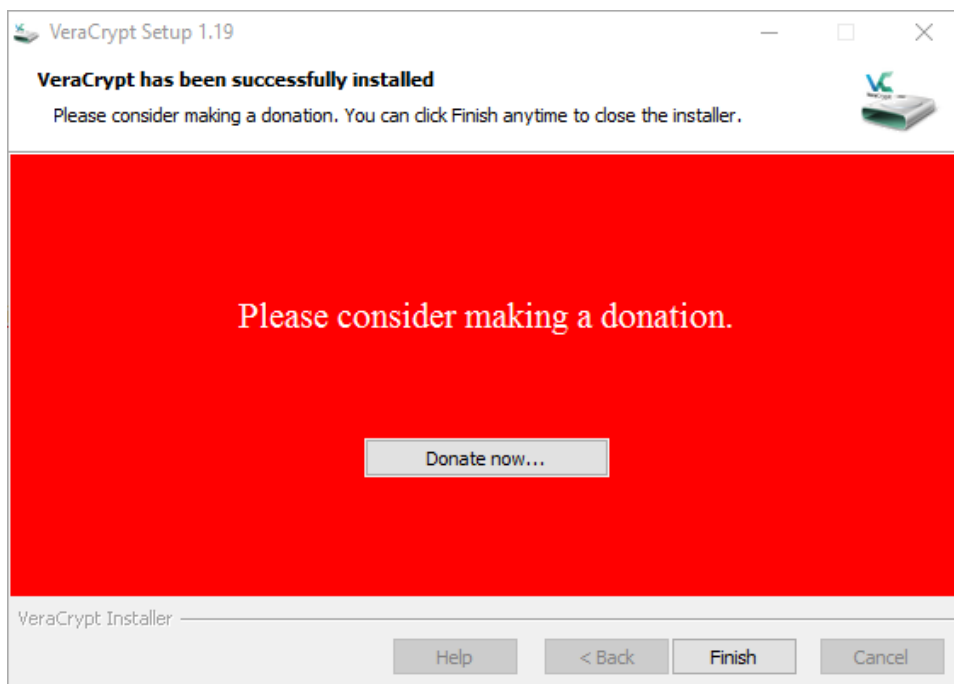 VeraCrypt Setup 1.19
VeraCrypt has been successfully installed
Please consider making a donation. You can click Finish anytime to close the installer.
VC
Please consider making a donation.
Donate now...
VeraCrypt Installer
Help
< Back
Finish
Cancel